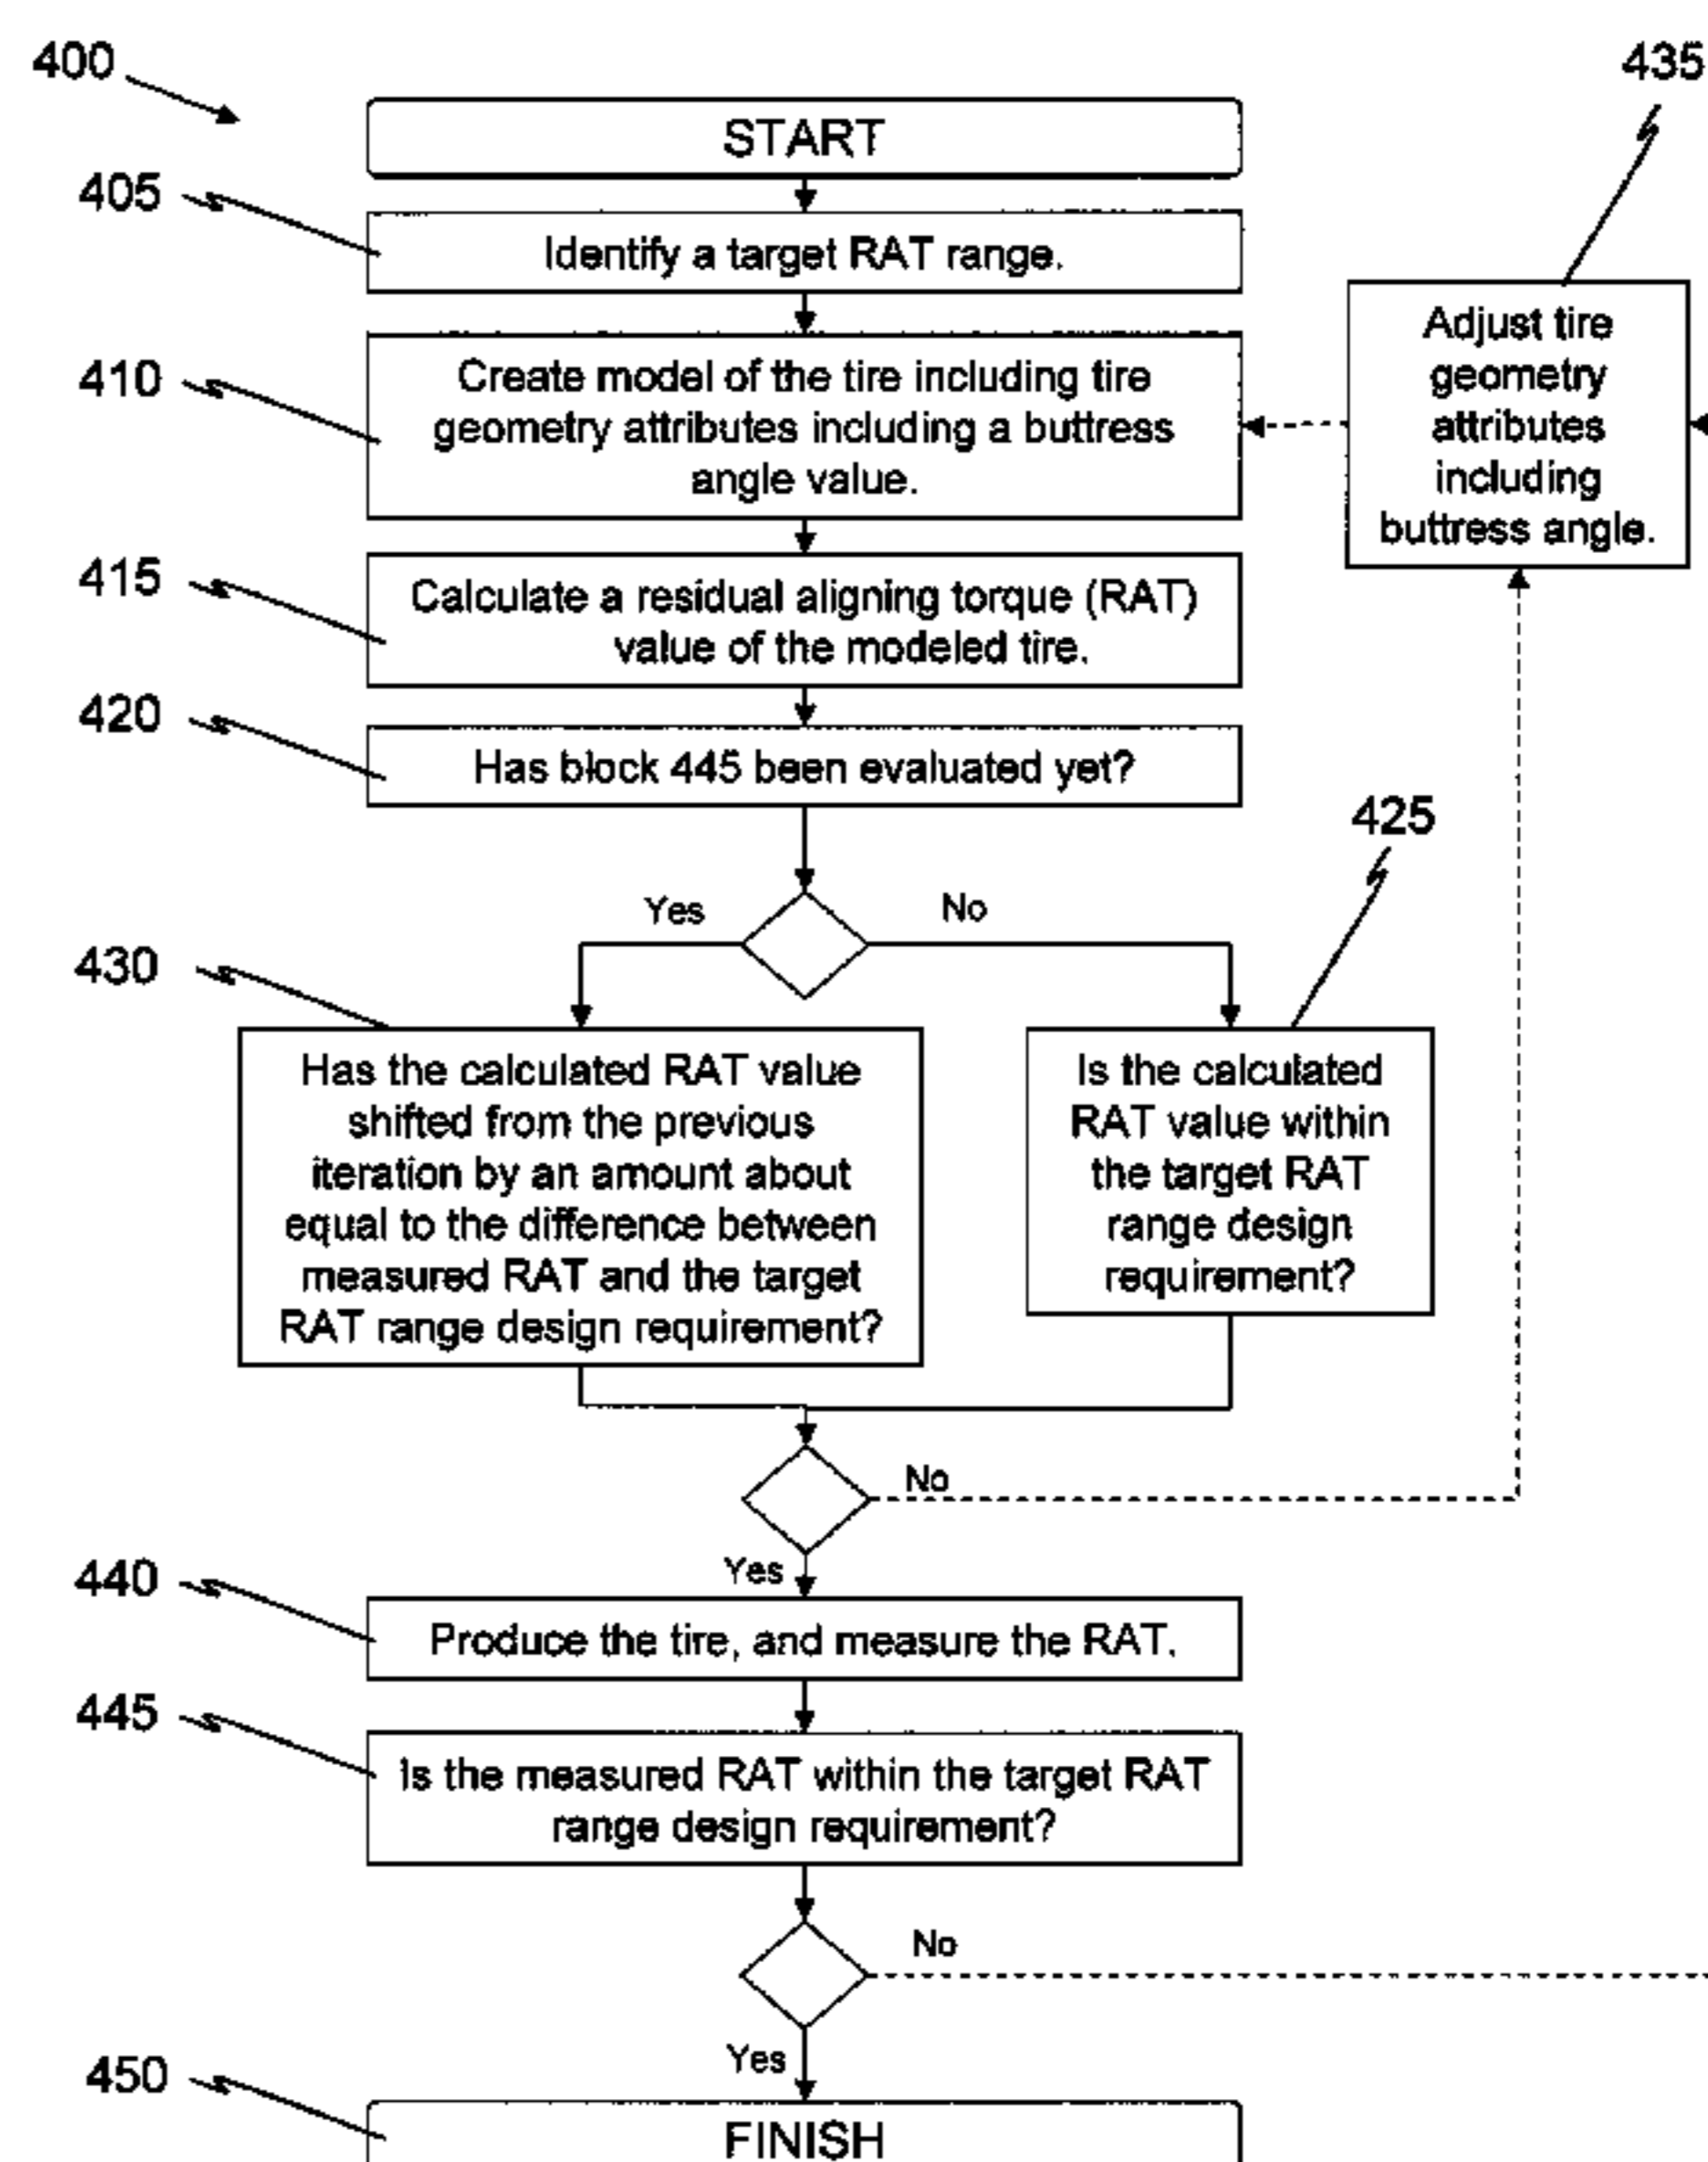 400
435
START
405
Identify a target RAT range.
Adjust tire
geometry
attributes
including
buttress angle.
410
Create model of the tire including tire
geometry attributes including a buttress
angle value.
415
Calculate a residual aligning torque (RAT)
value of the modeled tire.
420
Has block 445 been evaluated yet?
425
Yes
No
430
Has the calculated RAT value
shifted from the previous
iteration by an amount about
equal to the difference between
measured RAT and the target
RAT range design requirement?
Is the calculated
RAT value within
the target RAT
range design
requirement?
No
Yes
440
Produce the tire, and measure the RAT.
445
Is the measured RAT within the target RAT
range design requirement?
No
Yes
450
FINISH